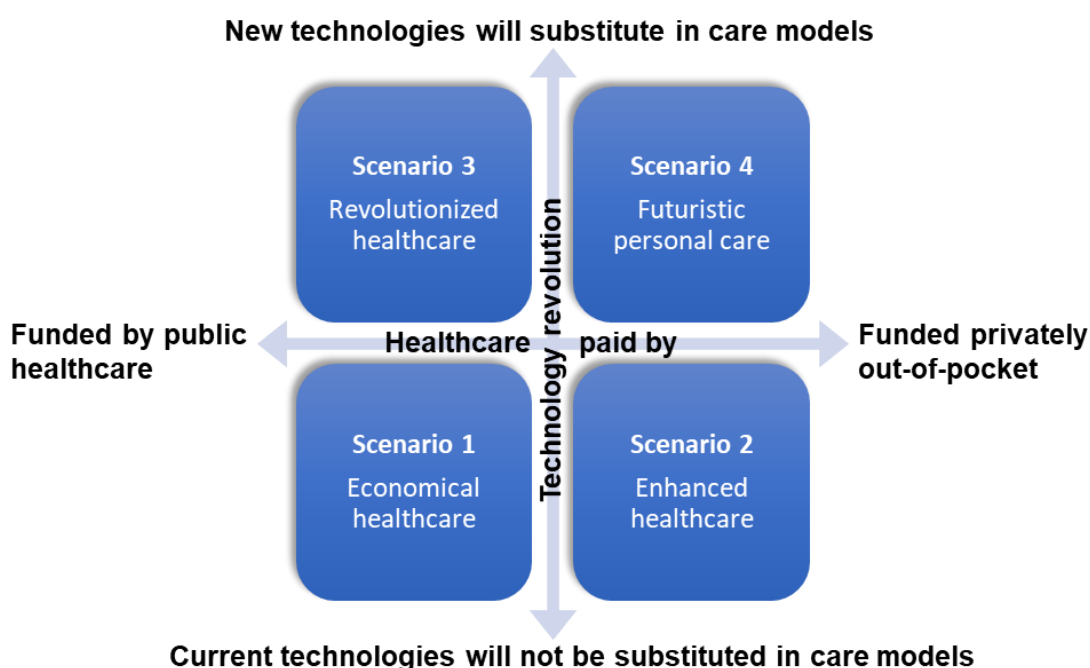 New technologies will substitute in care models
Scenario 3
Revolutionized
healthcare
Scenario 4
Futuristic
personal care
Technology revolution
Funded by public
healthcare
Healthcare paid by
Funded privately
out-of-pocket
Scenario 1
Economical
healthcare
Scenario 2
Enhanced
healthcare
Current technologies will not be substituted in care models